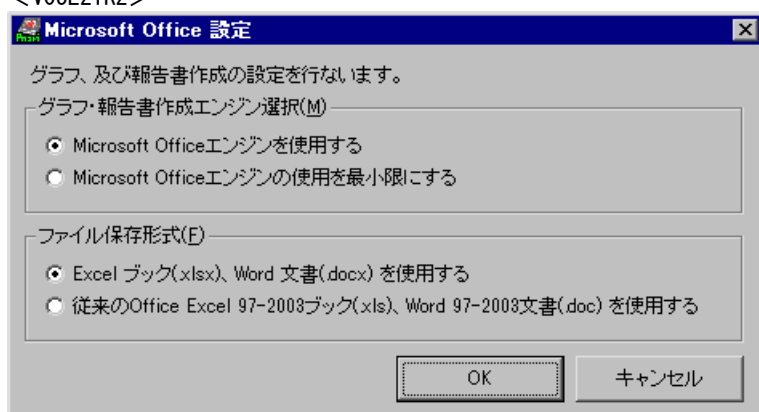 <V06L21R2>
Microsoft Office 設定
グラフ、及び報告書作成の設定を行ないます。
グラフ・報告書作成エンジン選択(M)
Microsoft Officeエンジンを使用する
Microsoft Officeエンジンの使用を最小限にする
ファイル保存形式(F)
Excel ブック(xlsx)、Word 文書(docx) を使用する
従来のOffice Excel 97-2003ブック(xls)、Word 97-2003文書(doc) を使用する
OK キャンセル